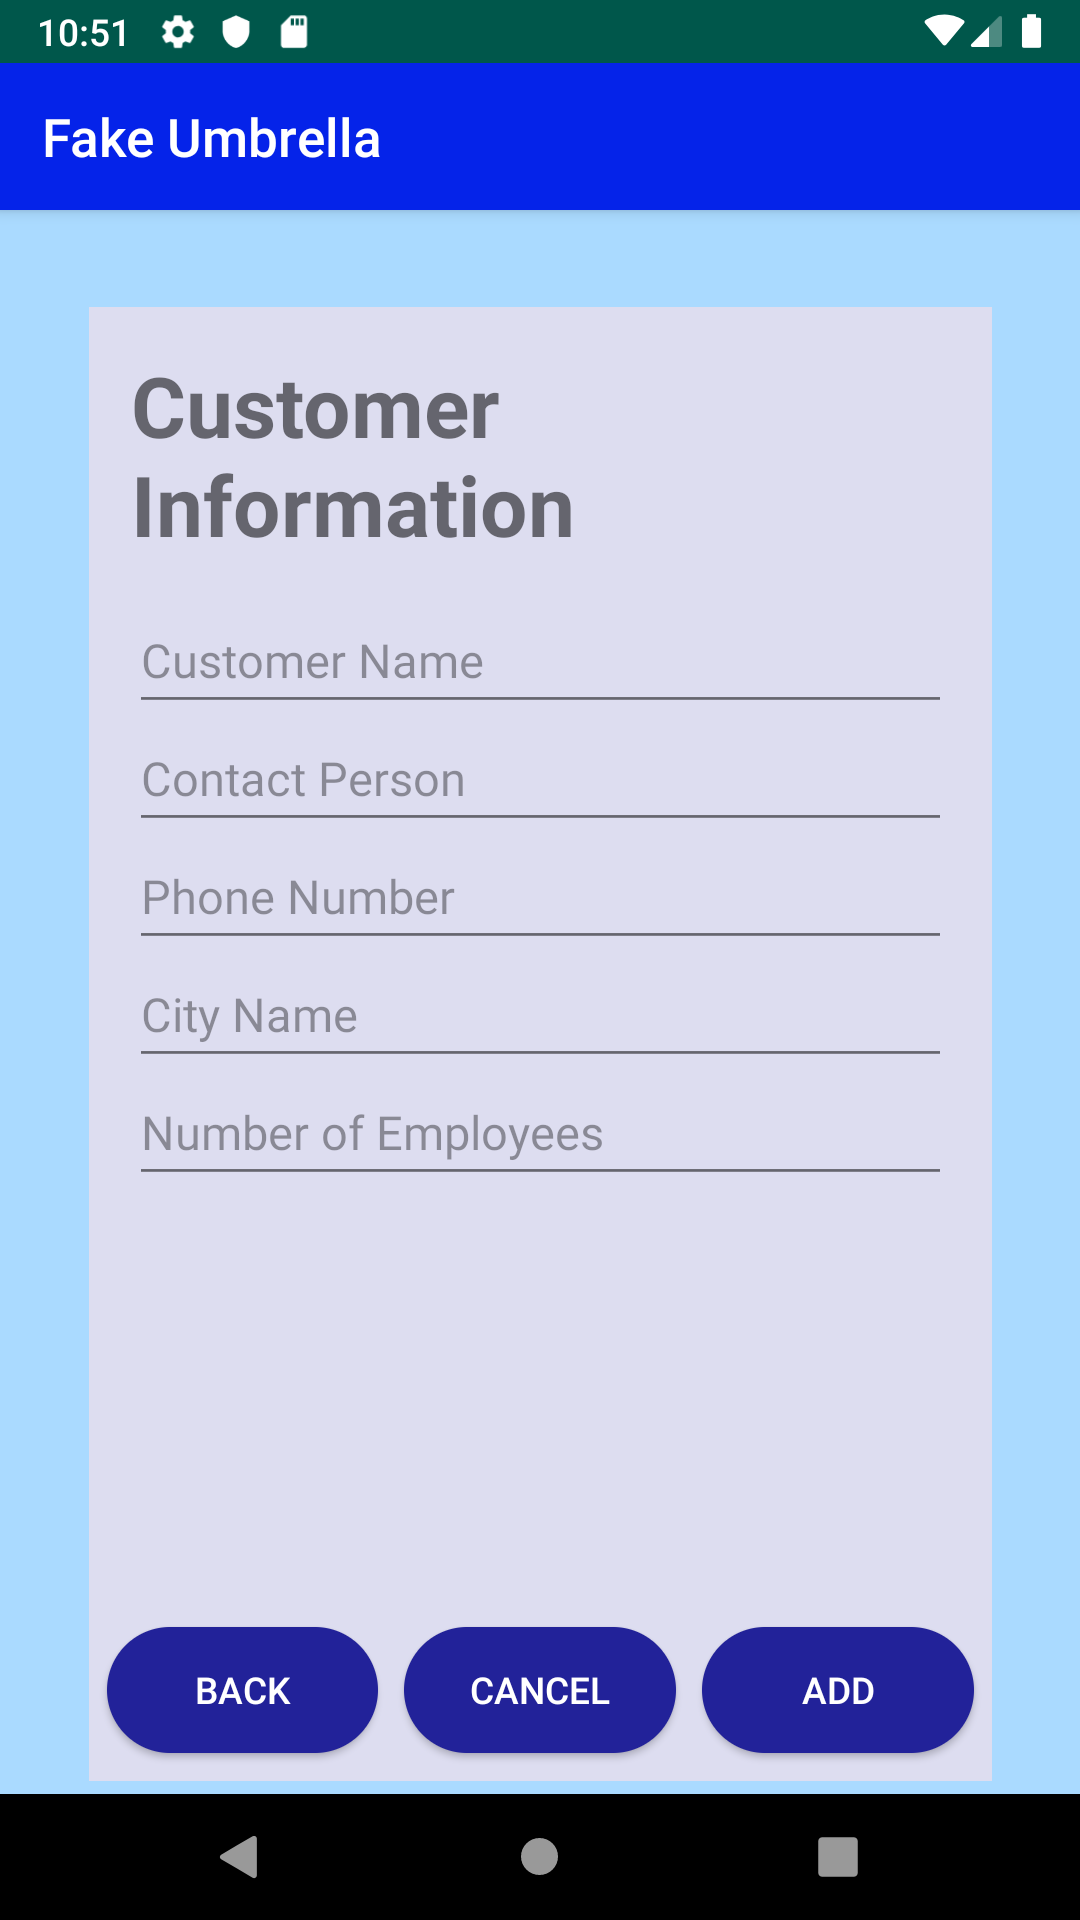 10:51
Fake Umbrella
Customer
Information
Customer Name
Contact Person
Phone Number
City Name
Number of Employees
BACK
CANCEL
ADD